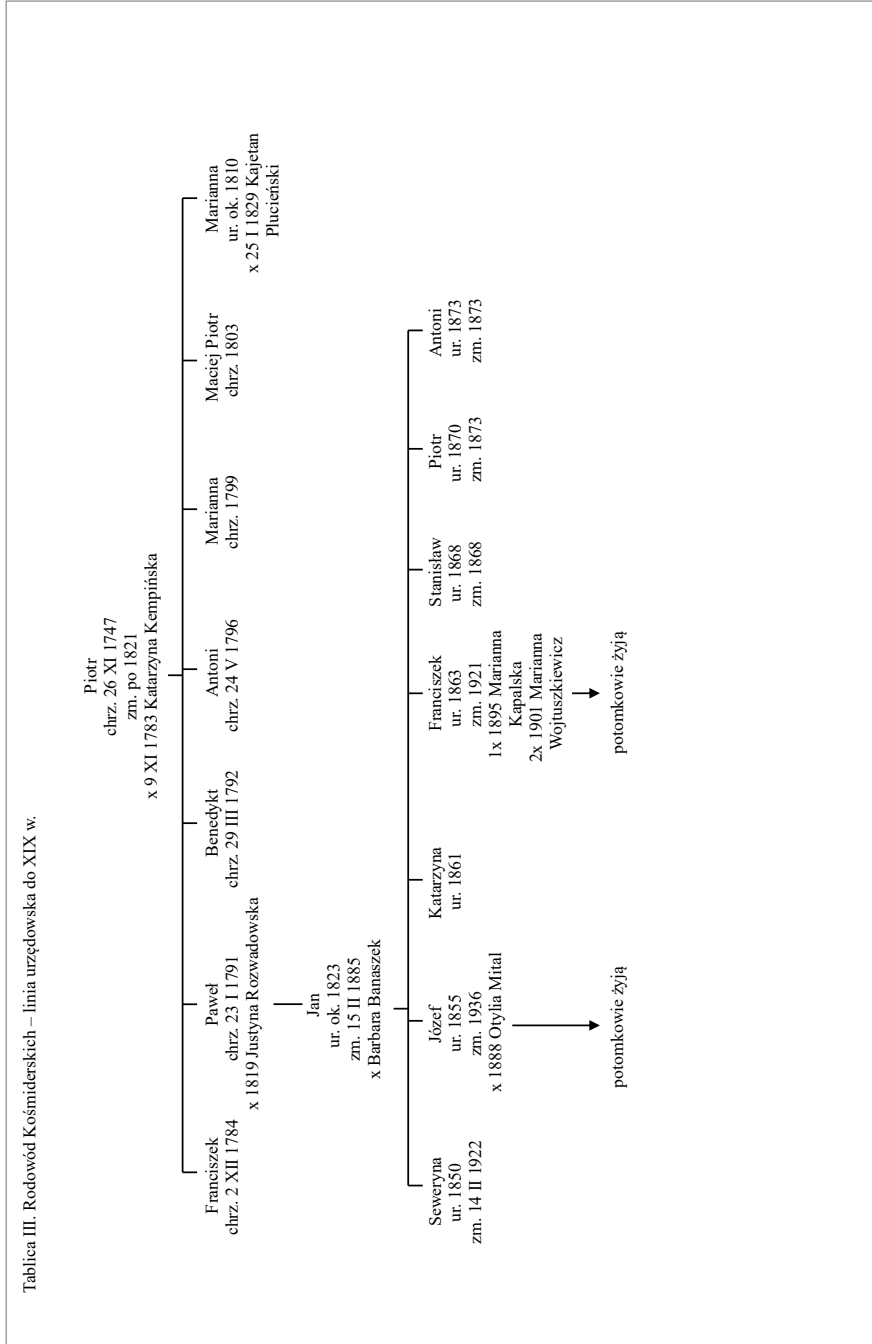 Tablica III. Rodowód Kośmiderskich – linia urzędowska do XIX w.
Piotr
chrz. 26 XI 1747
zm. po 1821
x 9 XI 1783 Katarzyna Kempińska
Franciszek
chrz. 2 XII 1784
Paweł
chrz. 23 I 1791
x 1819 Justyna Rozwadowska
Benedykt
chrz. 29 III 1792
Antoni
chrz. 24 V 1796
Marianna
chrz. 1799
Maciej Piotr
chrz. 1803
Marianna
ur. ok. 1810
x 25 I 1829 Kajetan
Plucieński
Jan
ur. ok. 1823
zm. 15 II 1885
x Barbara Banaszek
Seweryna
ur. 1850
zm. 14 II 1922
Józef
ur. 1855
zm. 1936
x 1888 Otylia Mital
potomkowie żyją
Katarzyna
ur. 1861
Franciszek
ur. 1863
zm. 1921
1x 1895 Marianna
Kapalska
2x 1901 Marianna
Wojtuszkiewicz
potomkowie żyją
Stanisław
ur. 1868
zm. 1868
Piotr
ur. 1870
zm. 1873
Antoni
ur. 1873
zm. 1873